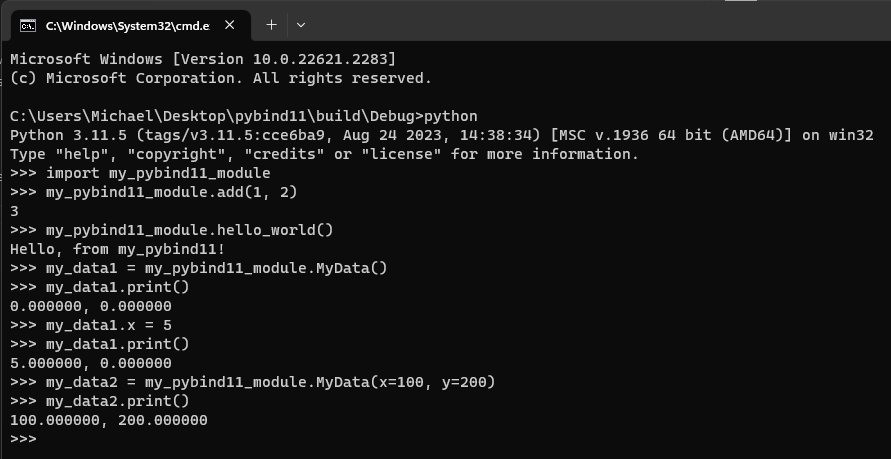 C:\Windows\System32\cmd.e
Microsoft Windows [Version 10.0.22621.2283]
(c) Microsoft Corporation. All rights reserved.
C:\Users\Michael\Desktop\pybind11\build\Debug>python
Python 3.11.5 (tags/v3.11.5:cce6ba9, Aug 24 2023, 14:38:34) [MSC v.1936 64 bit (AMD64)] on win32
Type "help", "copyright", "credits" or "license" for more information.
>>> import my_pybind11_module
>>> my_pybind11_module.add(1, 2)
3
>>> my_pybind11_module.hello_world()
Hello, from my_pybind11!
>>> my_data1 = my_pybind11_module.MyData()
>>> my_data1.print()
0.000000, 0.000000
>>> my_data1.x = 5
>>> my_data1.print()
5.000000, 0.000000
>>> my_data2 = my_pybind11_module.MyData(x=100, y=200)
>>> my_data2.print()
100.000000, 200.000000
>>>